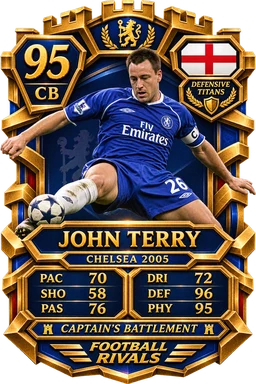 95
CB
DEFENSIVE
TITANS
Fly
Emirates
26
JOHN TERRY
CHELSEA 2005
PAC 70 DRI 72
SHO 58 DEF 96
PAS 76 PHY 95
CAPTAIN'S BATTLEMENT
FOOTBALL
RIVALS